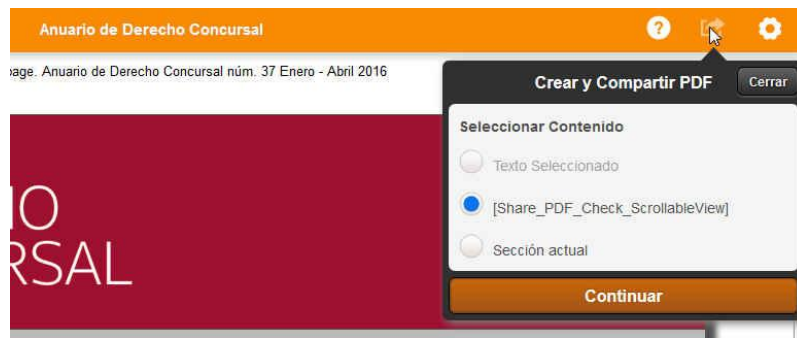 Anuario de Derecho Concursal
page. Anuario de Derecho Concursal núm. 37 Enero - Abril 2016
Crear y Compartir PDF
Cerrar
Seleccionar Contenido
Texto Seleccionado
[Share_PDF_Check_ScrollableView]
Sección actual
Continuar
IO
RSAL